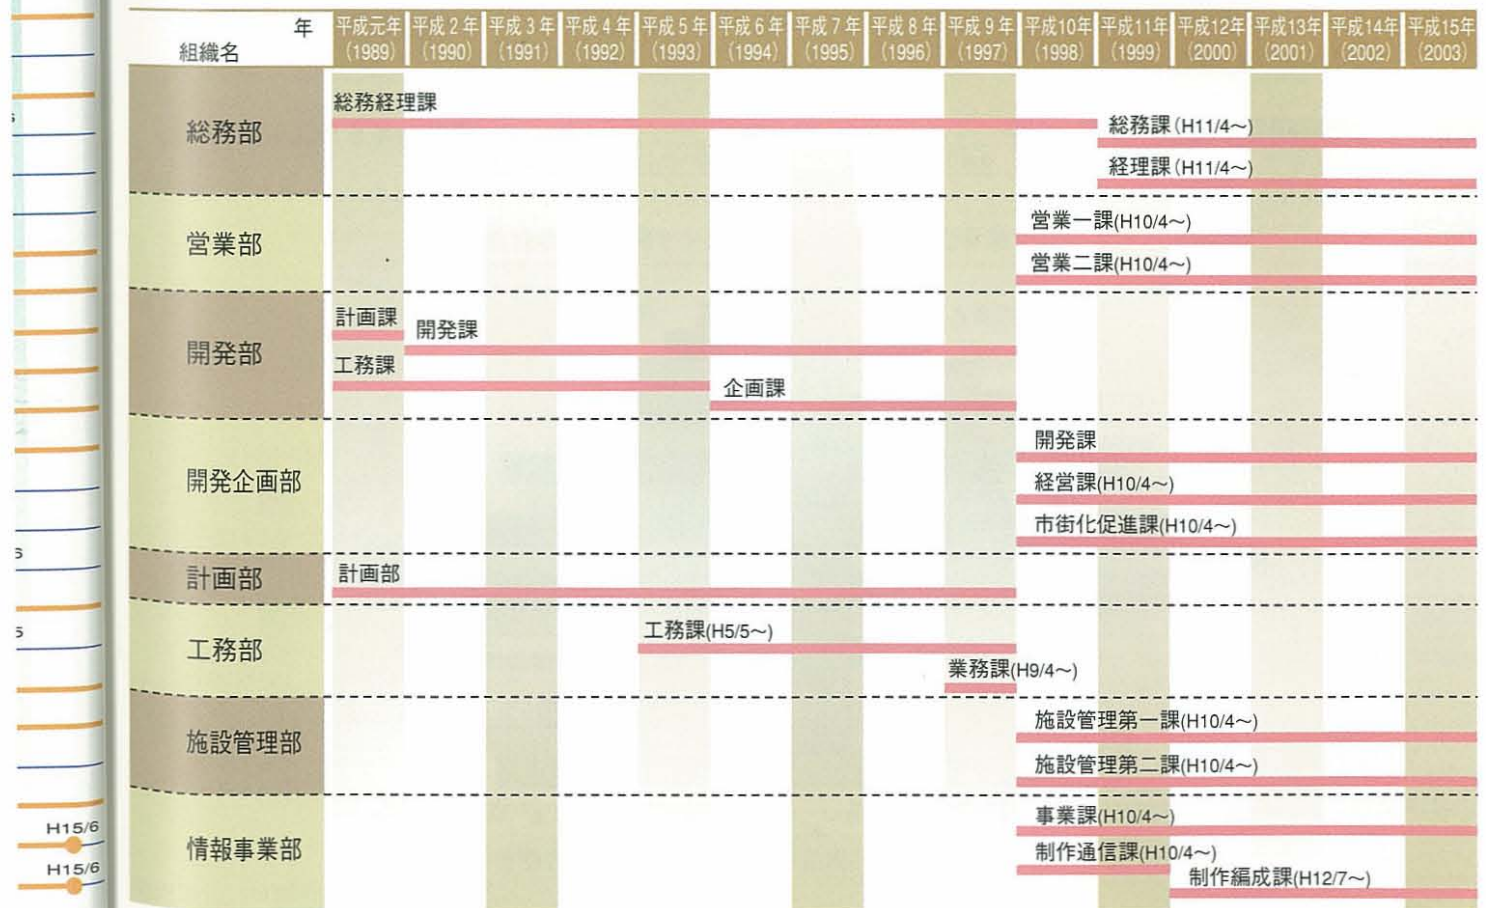 年
組織名
平成元年 平成2年 平成3年 平成4年 平成5年 平成6年 平成7年 平成8年 平成9年 平成10年 平成11年 平成12年 平成13年 平成14年 平成15年
(1989) (1990) (1991) (1992) (1993) (1994) (1995) (1996) (1997) (1998) (1999) (2000) (2001) (2002) (2003)
総務部
総務経理課
総務課(H11/4〜)
経理課(H11/4〜)
営業部
営業一課(H10/4〜)
営業二課(H10/4〜)
開発部
計画課
開発課
工務課
企画課
開発企画部
開発課
経営課(H10/4〜)
市街化促進課(H10/4〜)
計画部
計画部
工務部
工務課(H5/5〜)
業務課(H9/4〜)
施設管理部
施設管理第一課(H10/4〜)
施設管理第二課(H10/4〜)
情報事業部
事業課(H10/4〜)
制作通信課(H10/4〜)
制作編成課(H12/7〜)
H15/6
H15/6